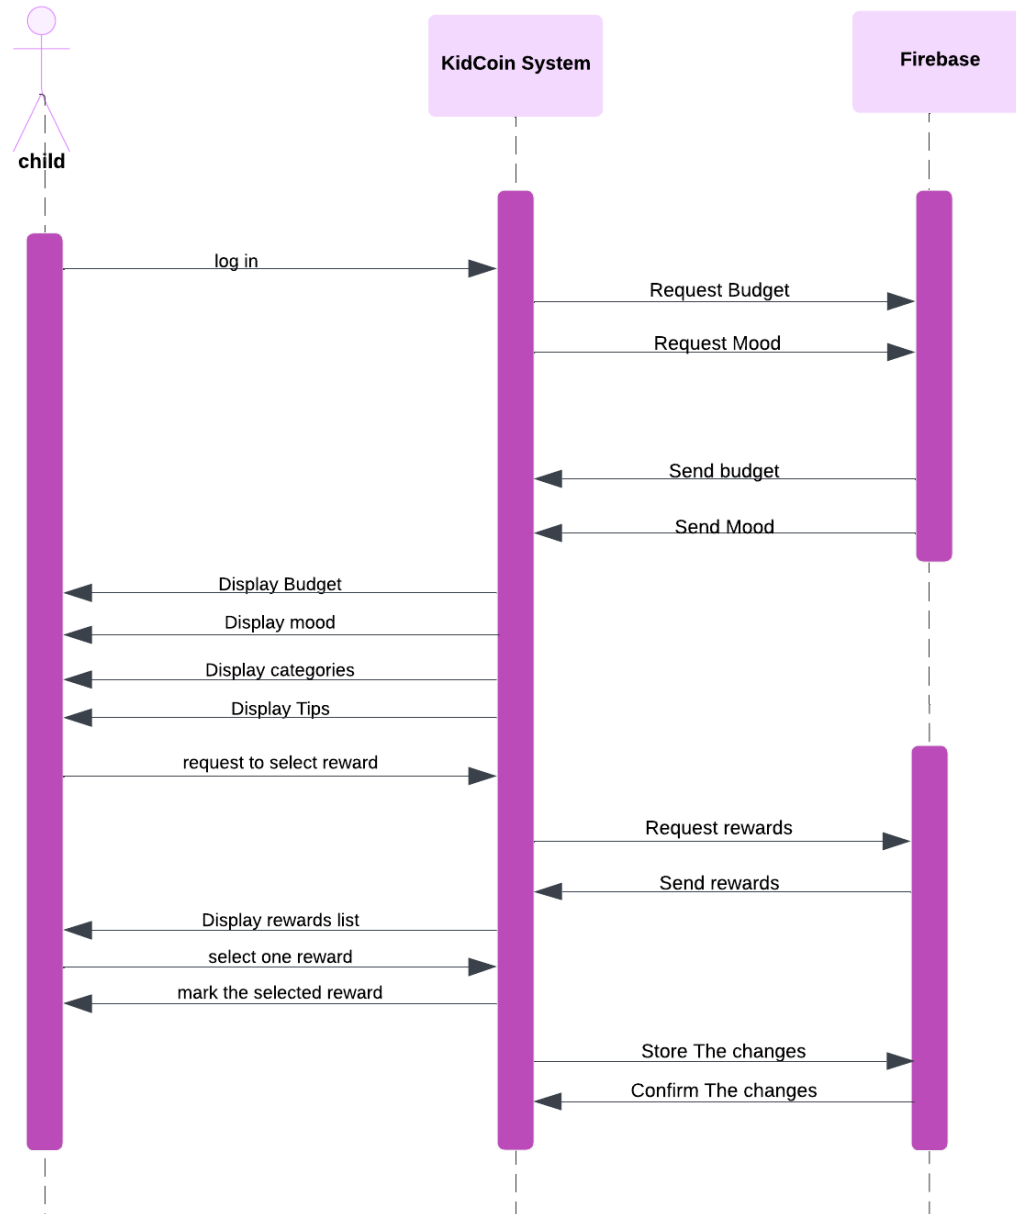 KidCoin System
Firebase
child
log in
Request Budget
Request Mood
Send budget
Send Mood
Display Budget
Display mood
Display categories
Display Tips
request to select reward
Request rewards
Send rewards
Display rewards list
select one reward
mark the selected reward
Store The changes
Confirm The changes